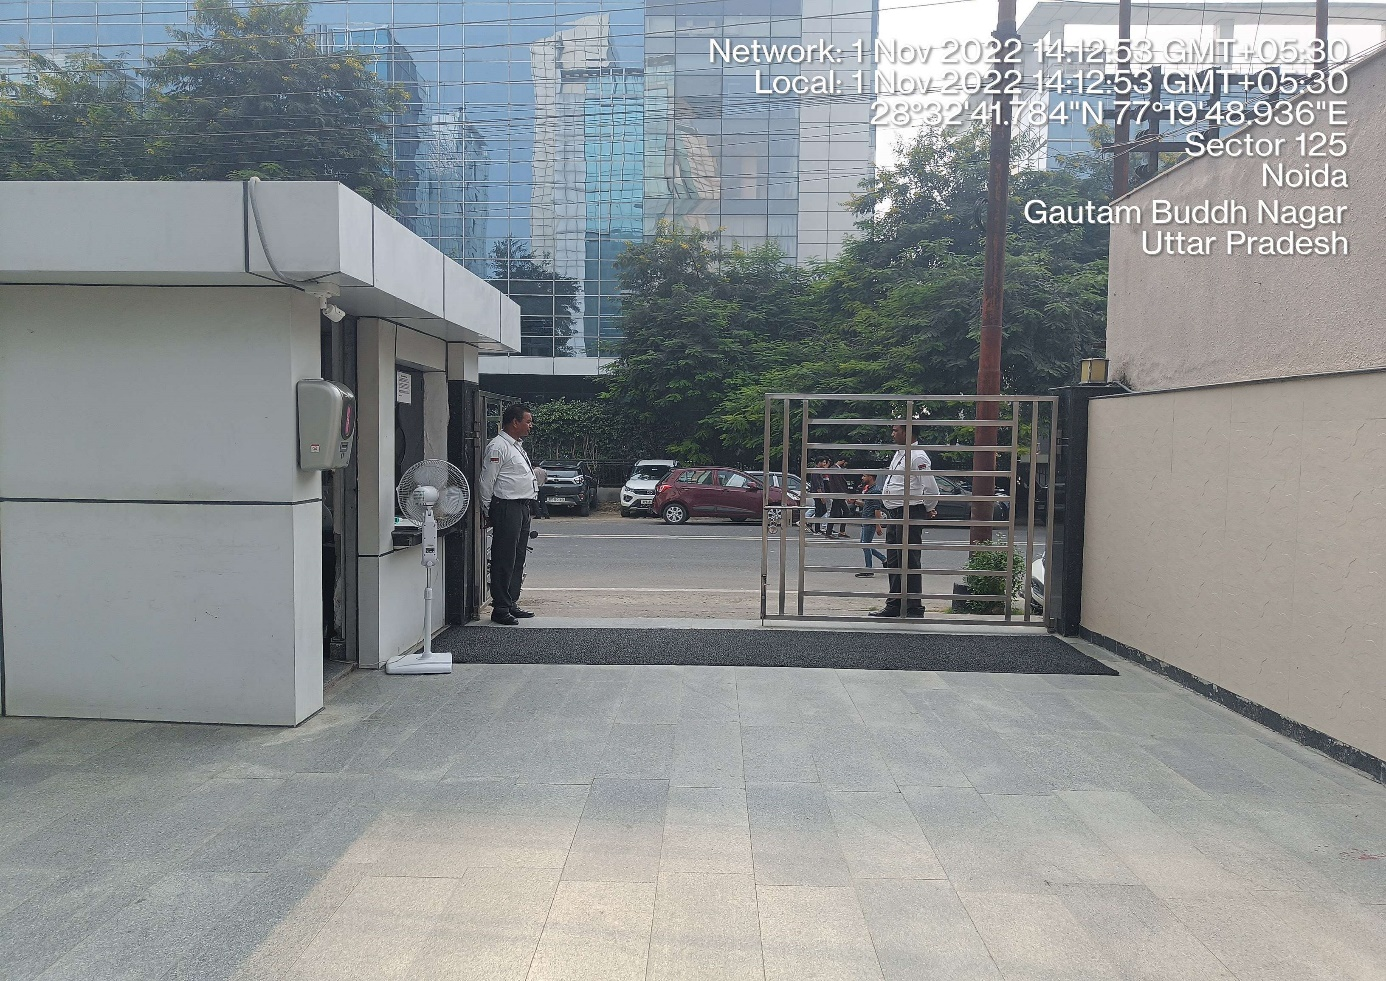 Network: 1 Nov 2022 14:12:53 GMT+05:30
Local: 1 Nov 2022 14:12:53 GMT+05:30
28°32'41.784"N 77°19'48.936"E
Sector 125
Noida
Gautam Buddh Nagar
Uttar Pradesh